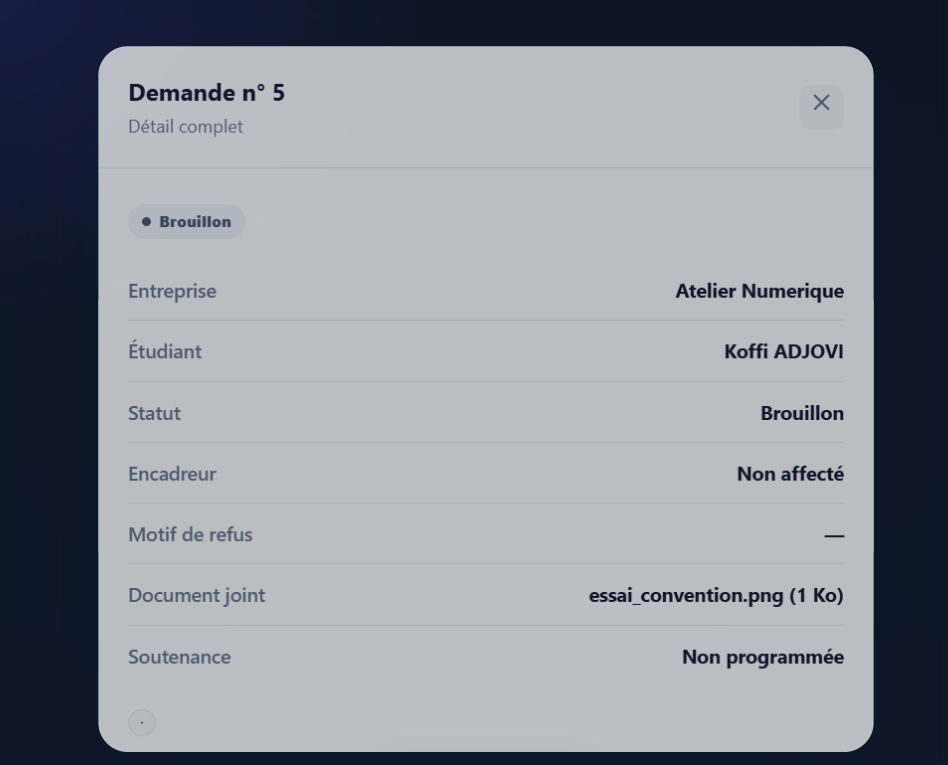 Demande n° 5
Détail complet
Brouillon
Entreprise Atelier Numerique
Étudiant Koffi ADJOVI
Statut Brouillon
Encadreur Non affecté
Motif de refus —
Document joint essai_convention.png (1 Ko)
Soutenance Non programmée
·